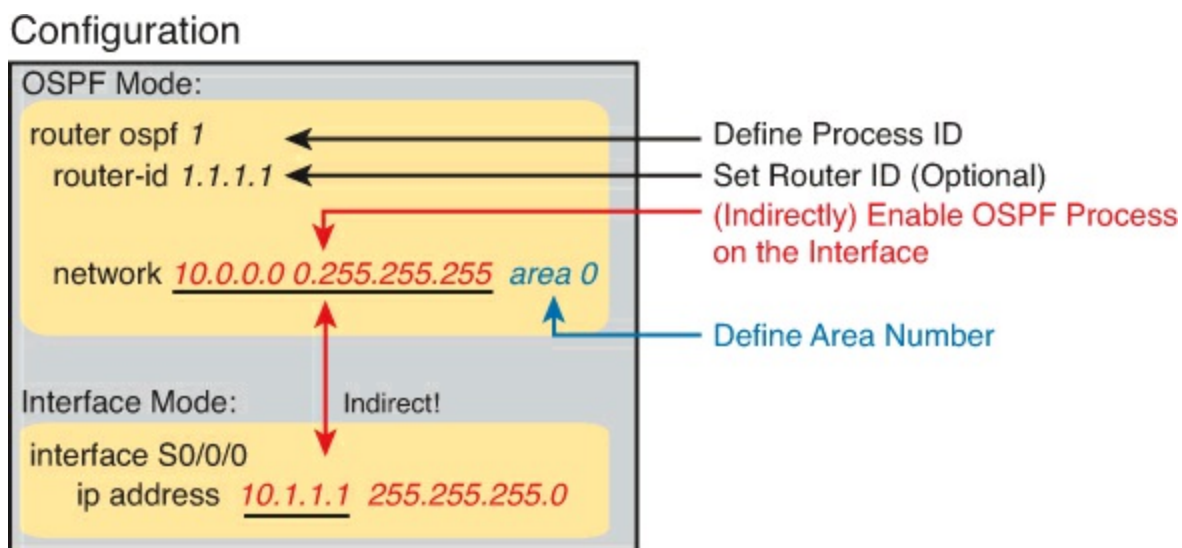 Configuration
OSPF Mode:
router ospf 1
Define Process ID
router-id 1.1.1.1
Set Router ID (Optional)
(Indirectly) Enable OSPF Process
on the Interface
network 10.0.0.0 0.255.255.255 area 0
Define Area Number
Interface Mode:
Indirect!
interface S0/0/0
ip address 10.1.1.1 255.255.255.0